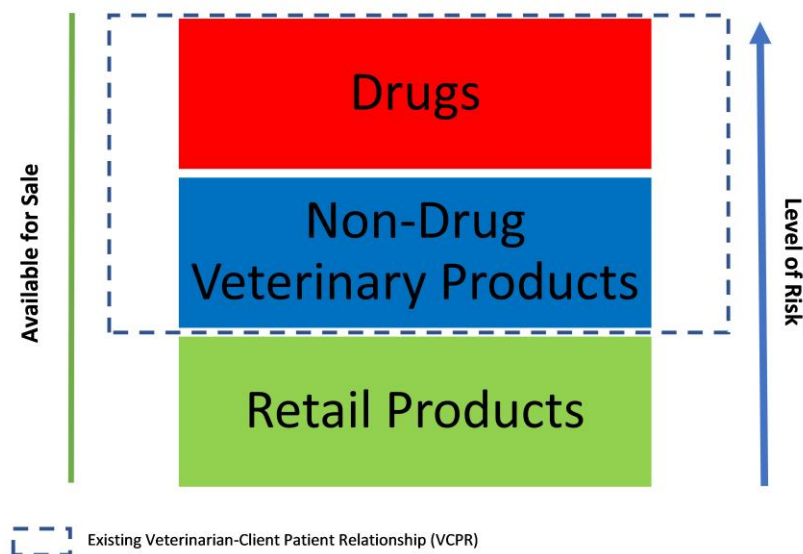 Drugs
Non-Drug
Veterinary Products
Retail Products
Available for Sale
Level of Risk
Existing Veterinarian-Client Patient Relationship (VCPR)